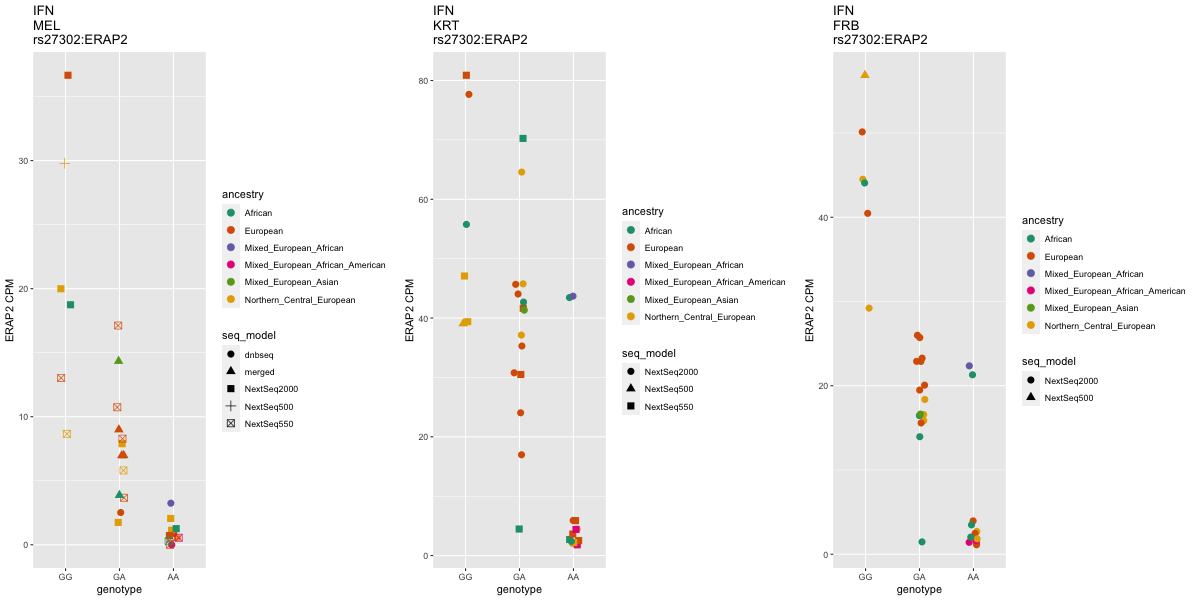 IFN
MEL
rs27302:ERAP2
ERAP2 CPM
30
20
10
0
GG
GA
AA
genotype
ancestry
African
European
Mixed_European_African
Mixed_European_African_American
Mixed_European_Asian
Northern_Central_European
seq_model
dnbseq
merged
NextSeq2000
NextSeq500
NextSeq550
IFN
KRT
rs27302:ERAP2
ERAP2 CPM
80
60
40
20
0
GG
GA
AA
genotype
ancestry
African
European
Mixed_European_African
Mixed_European_African_American
Mixed_European_Asian
Northern_Central_European
seq_model
NextSeq2000
NextSeq500
NextSeq550
IFN
FRB
rs27302:ERAP2
ERAP2 CPM
40
20
0
GG
GA
AA
genotype
ancestry
African
European
Mixed_European_African
Mixed_European_African_American
Mixed_European_Asian
Northern_Central_European
seq_model
NextSeq2000
NextSeq500